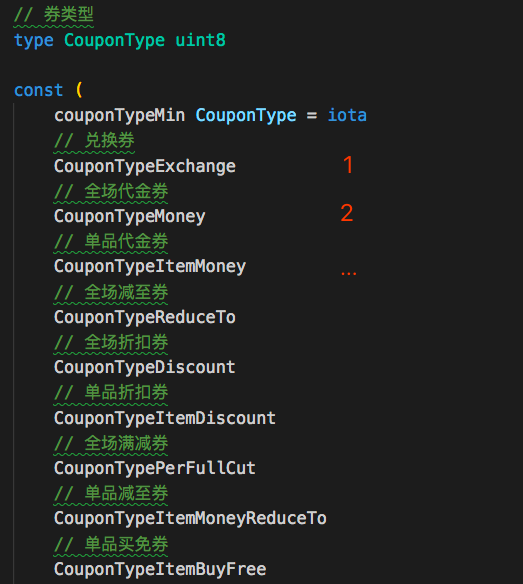 // 券类型
type CouponType uint8
const (
couponTypeMin CouponType = iota
// 兑换券
CouponTypeExchange 1
// 全场代金券
CouponTypeMoney 2
// 单品代金券
CouponTypeItemMoney ...
// 全场减至券
CouponTypeReduceTo
// 全场折扣券
CouponTypeDiscount
// 单品折扣券
CouponTypeItemDiscount
// 全场满减券
CouponTypePerFullCut
// 单品减至券
CouponTypeItemMoneyReduceTo
// 单品买免券
CouponTypeItemBuyFree